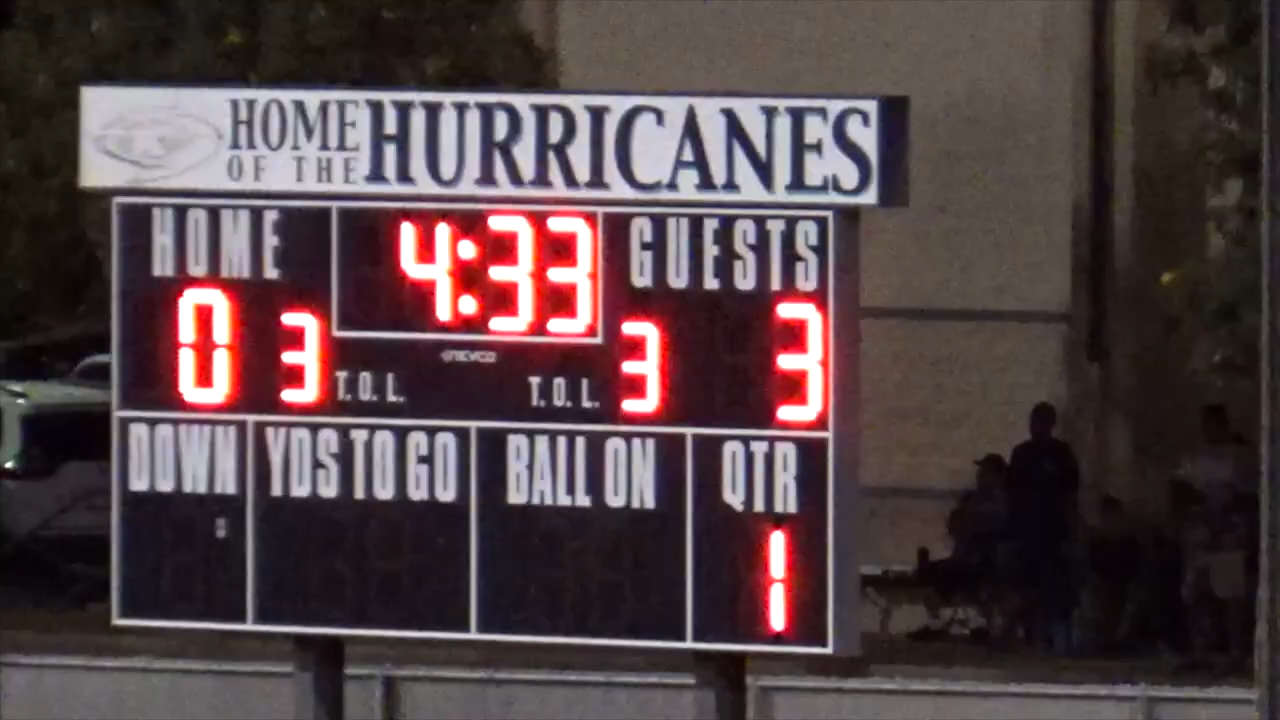 HOME OF THE HURRICANES
HOME 4:33 GUESTS
0 3 T.O.L. T.O.L. 3 3
NEVCO
DOWN YDS TO GO BALL ON QTR
1